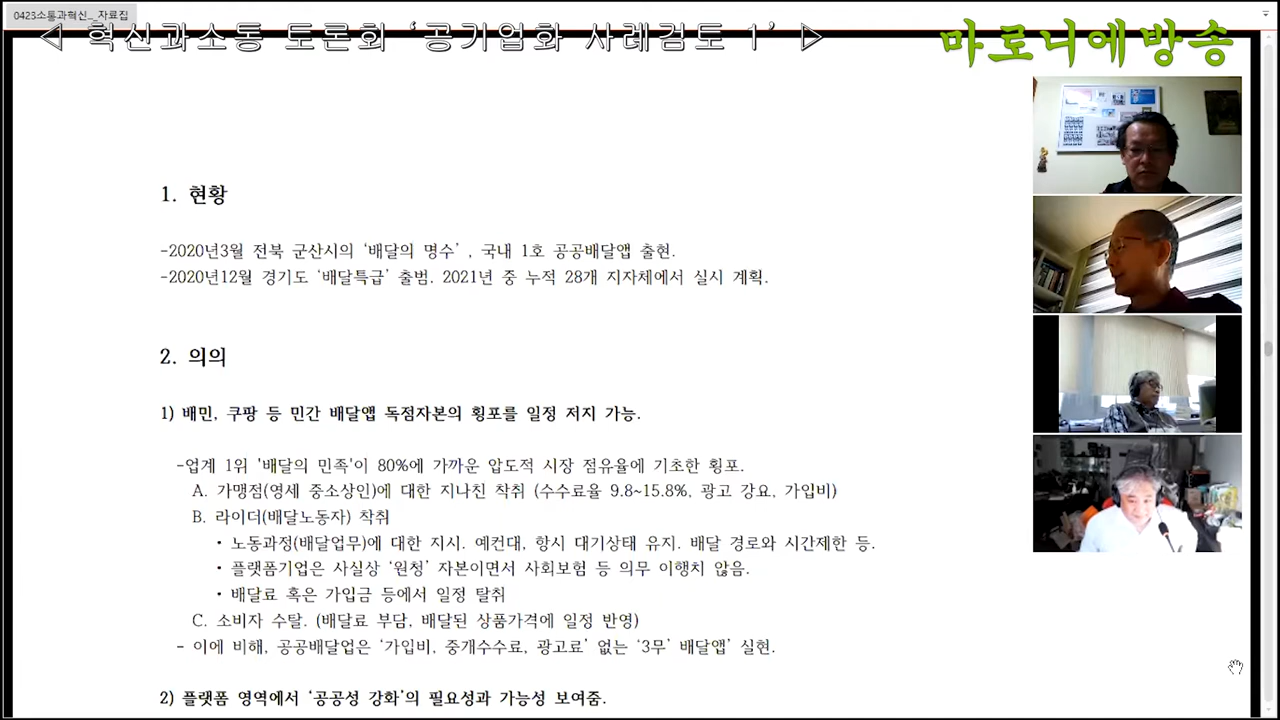 0423소통과혁신-_자료집
◁ 혁신과소통 토론회 ‘공기업화 사례검토 1’ ▷
마로니에방송
1. 현황
-2020년3월 전북 군산시의 ‘배달의 명수’ , 국내 1호 공공배달앱 출현.
-2020년12월 경기도 ‘배달특급’ 출범. 2021년 중 누적 28개 지자체에서 실시 계획.
2. 의의
1) 배민, 쿠팡 등 민간 배달앱 독점자본의 횡포를 일정 저지 가능.
-업계 1위 '배달의 민족'이 80%에 가까운 압도적 시장 점유율에 기초한 횡포.
A. 가맹점(영세 중소상인)에 대한 지나친 착취 (수수료율 9.8~15.8%, 광고 강요, 가입비)
B. 라이더(배달노동자) 착취
• 노동과정(배달업무)에 대한 지시. 예컨대, 항시 대기상태 유지. 배달 경로와 시간제한 등.
• 플랫폼기업은 사실상 ‘원청’ 자본이면서 사회보험 등 의무 이행치 않음.
• 배달료 혹은 가입금 등에서 일정 탈취
C. 소비자 수탈. (배달료 부담, 배달된 상품가격에 일정 반영)
- 이에 비해, 공공배달업은 ‘가입비, 중개수수료, 광고료’ 없는 ‘3무’ 배달앱’ 실현.
2) 플랫폼 영역에서 ‘공공성 강화’의 필요성과 가능성 보여줌.